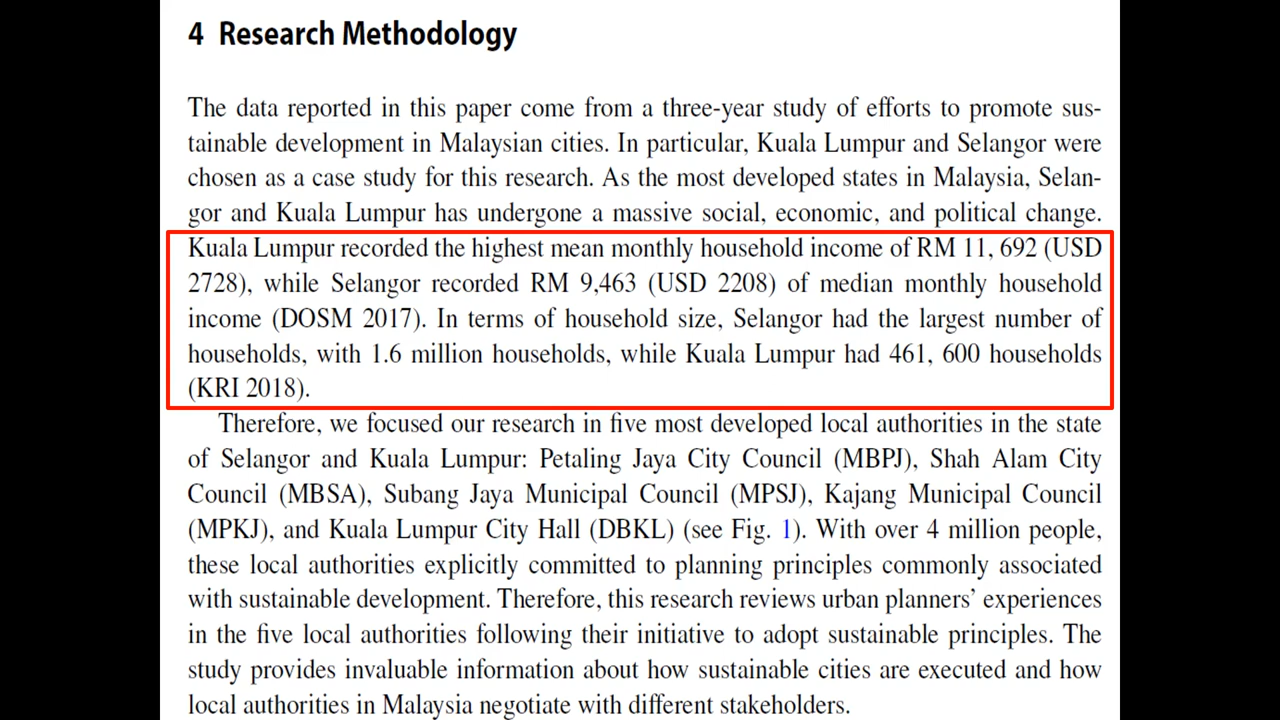 4 Research Methodology
The data reported in this paper come from a three-year study of efforts to promote sus-
tainable development in Malaysian cities. In particular, Kuala Lumpur and Selangor were
chosen as a case study for this research. As the most developed states in Malaysia, Selan-
gor and Kuala Lumpur has undergone a massive social, economic, and political change.
Kuala Lumpur recorded the highest mean monthly household income of RM 11, 692 (USD
2728), while Selangor recorded RM 9,463 (USD 2208) of median monthly household
income (DOSM 2017). In terms of household size, Selangor had the largest number of
households, with 1.6 million households, while Kuala Lumpur had 461, 600 households
(KRI 2018).
Therefore, we focused our research in five most developed local authorities in the state
of Selangor and Kuala Lumpur: Petaling Jaya City Council (MBPJ), Shah Alam City
Council (MBSA), Subang Jaya Municipal Council (MPSJ), Kajang Municipal Council
(MPKJ), and Kuala Lumpur City Hall (DBKL) (see Fig. 1). With over 4 million people,
these local authorities explicitly committed to planning principles commonly associated
with sustainable development. Therefore, this research reviews urban planners’ experiences
in the five local authorities following their initiative to adopt sustainable principles. The
study provides invaluable information about how sustainable cities are executed and how
local authorities in Malaysia negotiate with different stakeholders.